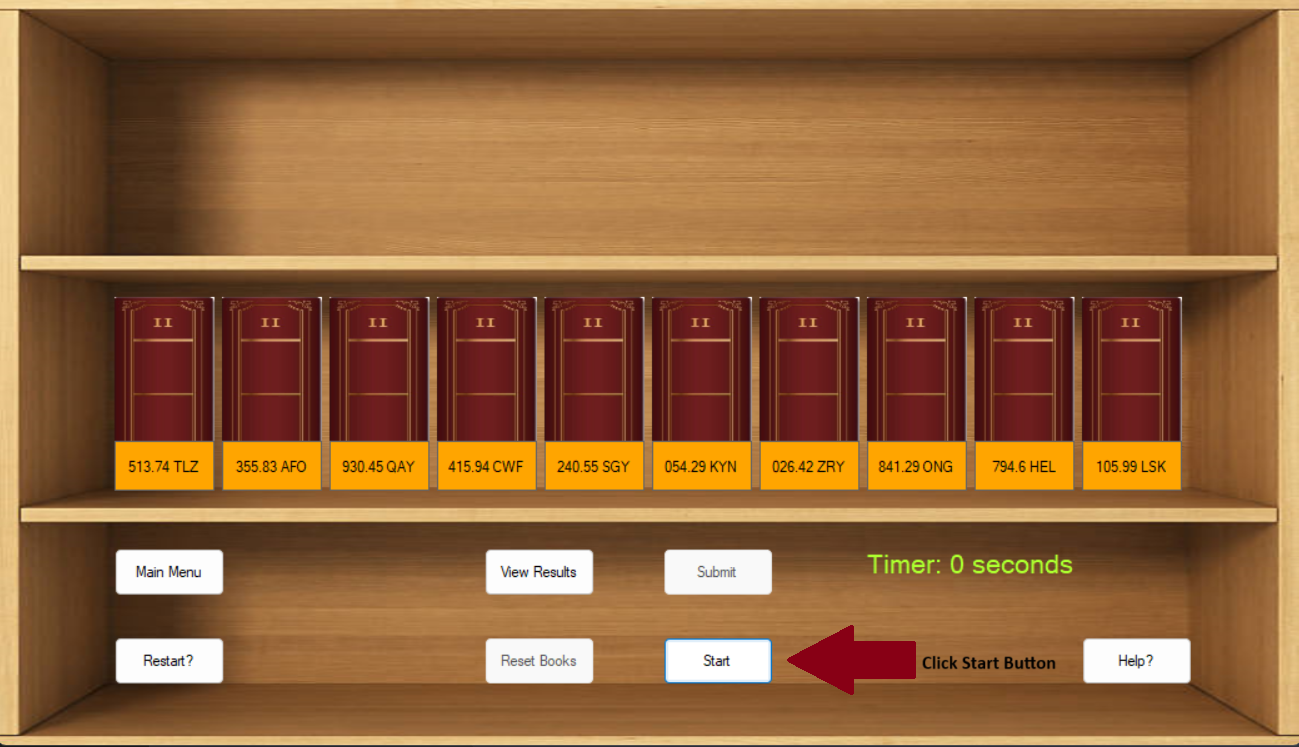 II II II II II II II II II II
513.74 TLZ 355.83 AFO 930.45 QAY 415.94 CWF 240.55 SGY 054.29 KYN 026.42 ZRY 841.29 ONG 794.6 HEL 105.99 LSK
Main Menu View Results Submit Timer: 0 seconds
Restart? Reset Books Start Click Start Button Help?